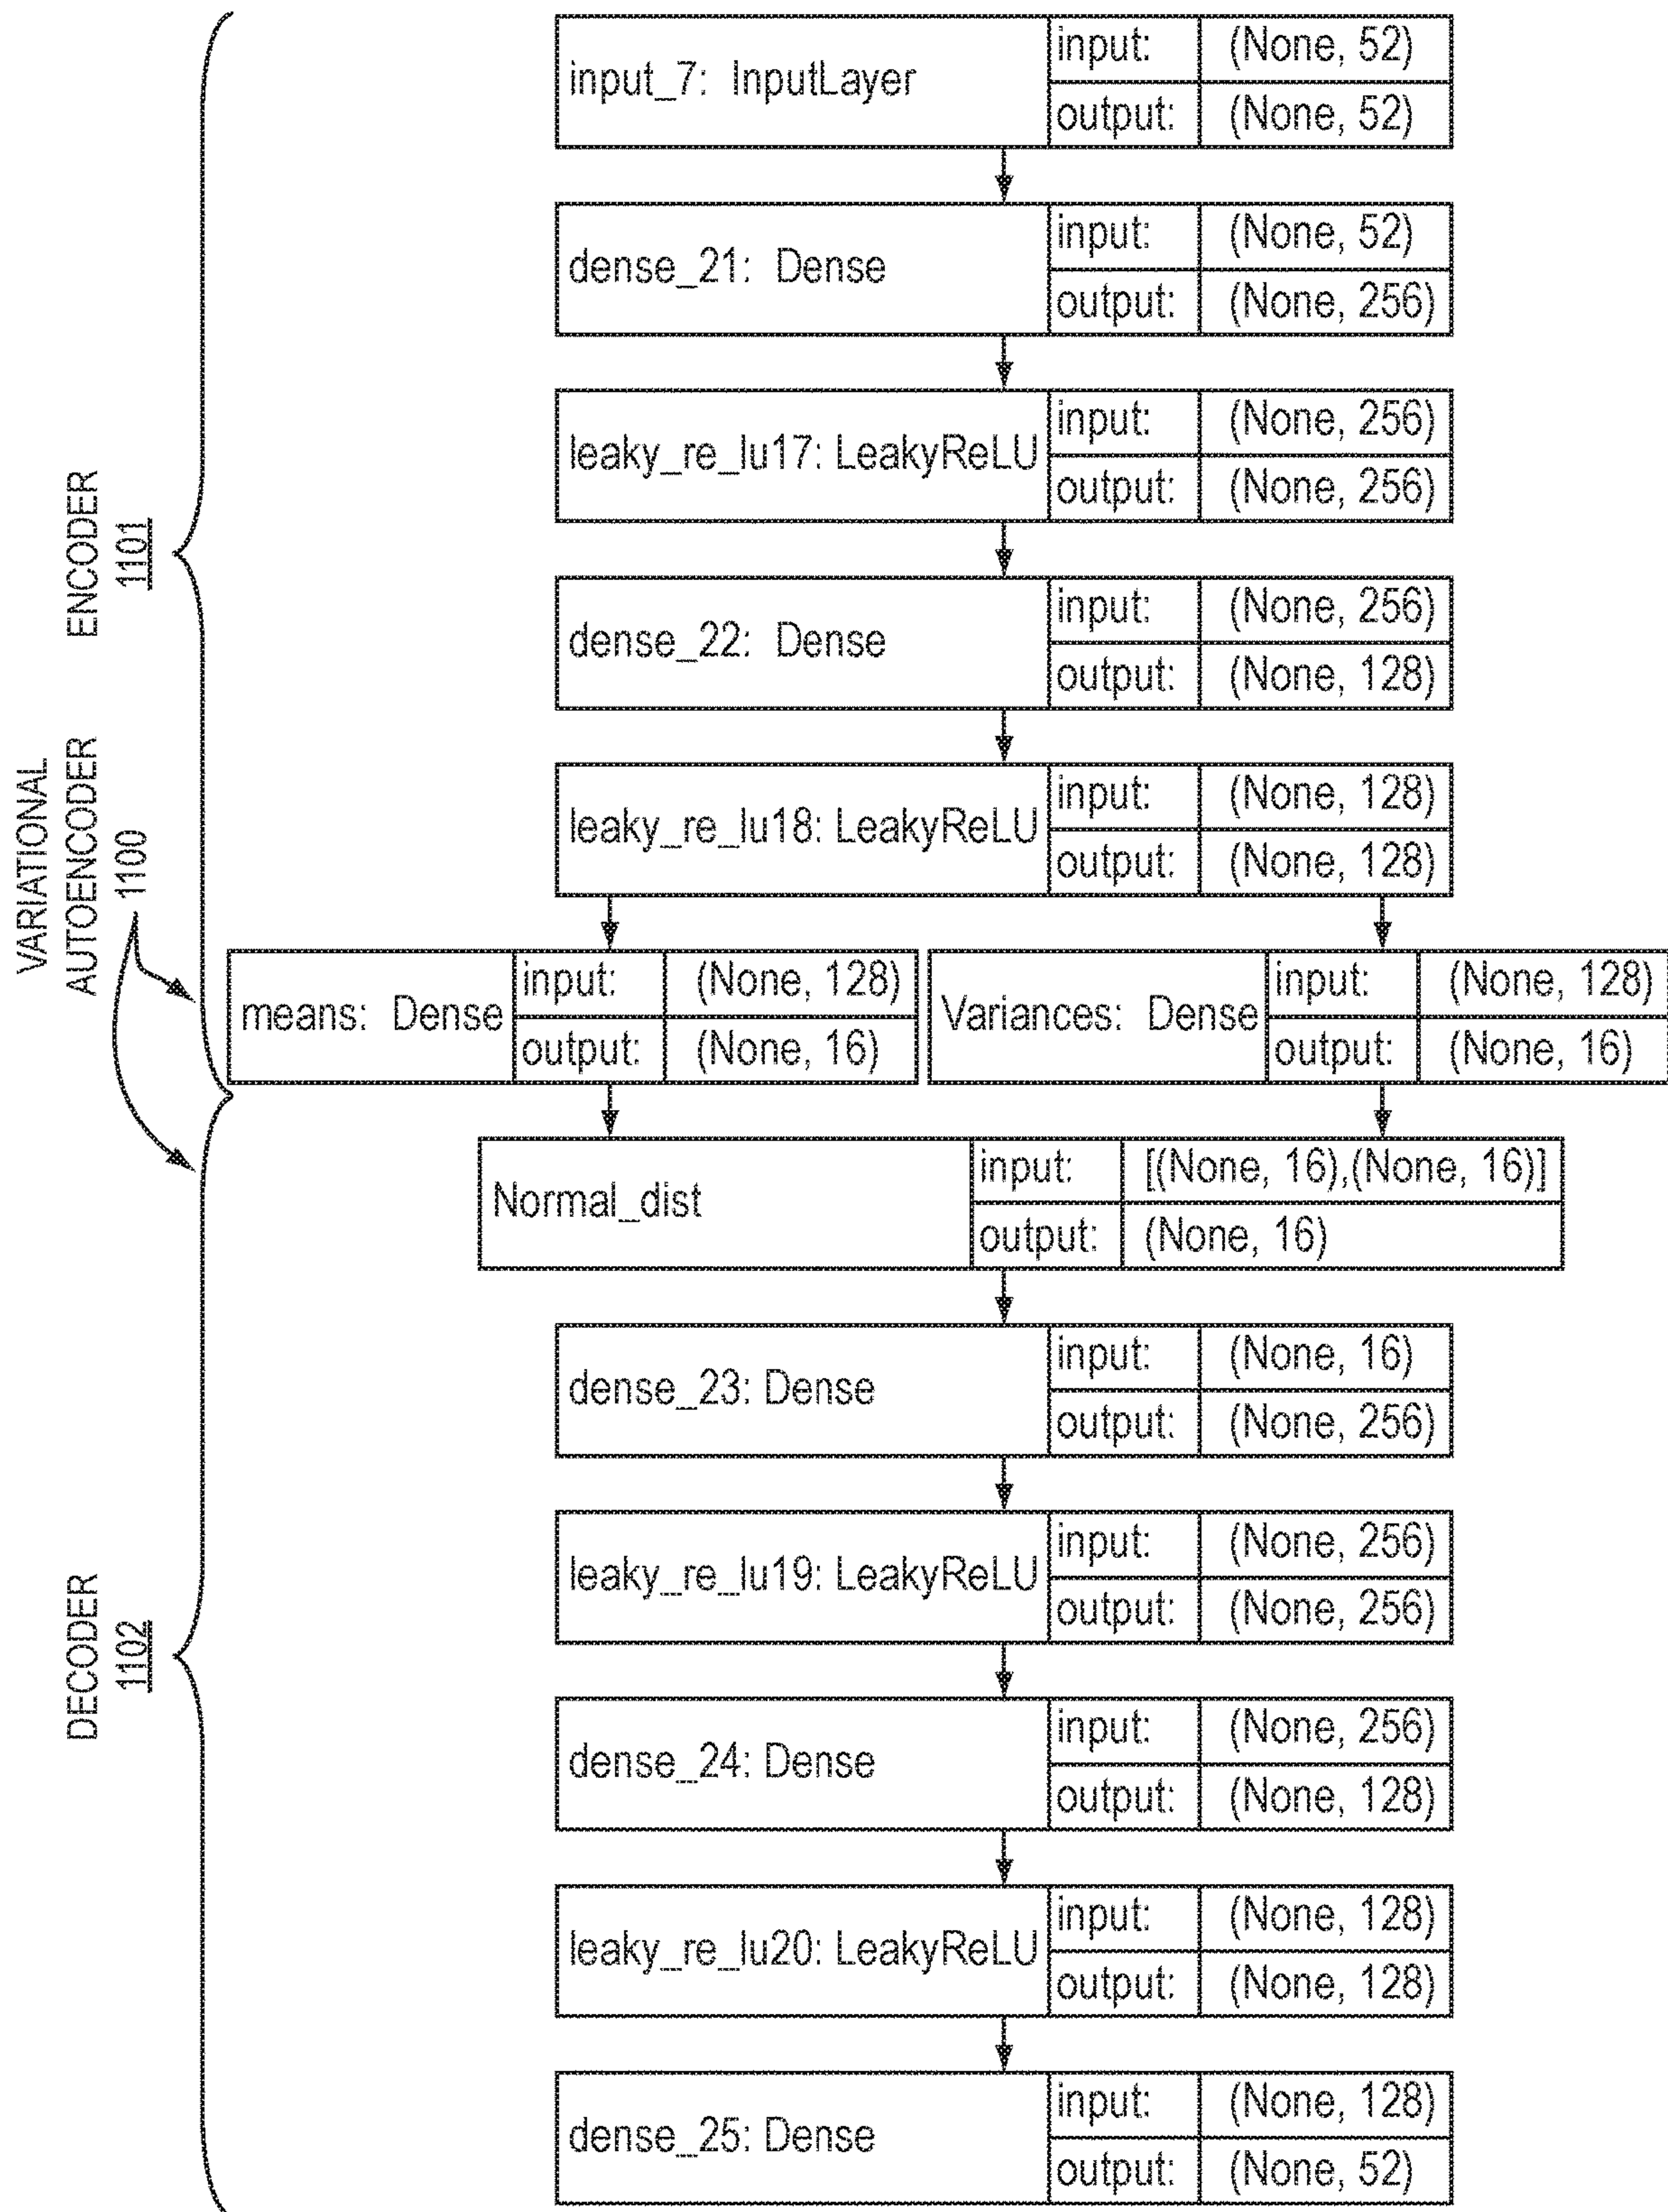 input_7: InputLayer
input: (None, 52)
output: (None, 52)
dense_21: Dense
input: (None, 52)
output: (None, 256)
leaky_re_lu17: LeakyReLU
input: (None, 256)
output: (None, 256)
ENCODER
1101
dense_22: Dense
input: (None, 256)
output: (None, 128)
leaky_re_lu18: LeakyReLU
input: (None, 128)
output: (None, 128)
VARIATIONAL
AUTOENCODER
1100
means: Dense
input: (None, 128)
output: (None, 16)
Variances: Dense
input: (None, 128)
output: (None, 16)
Normal_dist
input: [(None, 16),(None, 16)]
output: (None, 16)
dense_23: Dense
input: (None, 16)
output: (None, 256)
leaky_re_lu19: LeakyReLU
input: (None, 256)
output: (None, 256)
DECODER
1102
dense_24: Dense
input: (None, 256)
output: (None, 128)
leaky_re_lu20: LeakyReLU
input: (None, 128)
output: (None, 128)
dense_25: Dense
input: (None, 128)
output: (None, 52)